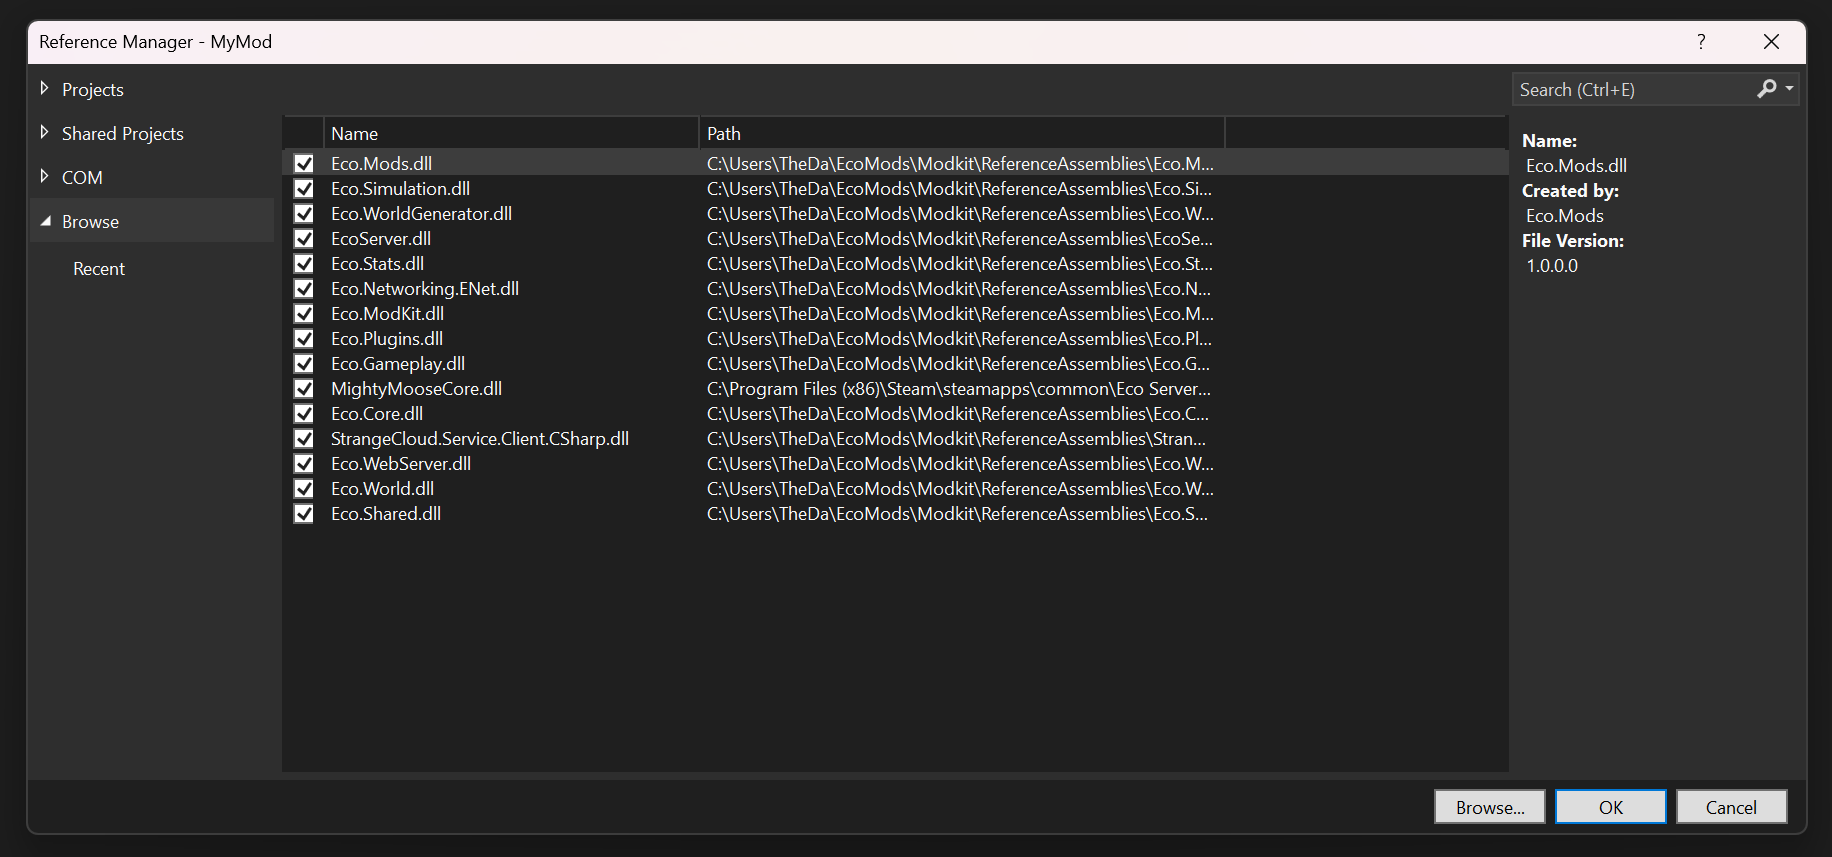 Reference Manager - MyMod
?
Projects
Shared Projects
COM
Browse
Recent
Search (Ctrl+E)
Name Path
Eco.Mods.dll C:\Users\TheDa\EcoMods\Modkit\ReferenceAssemblies\Eco.M...
Eco.Simulation.dll C:\Users\TheDa\EcoMods\Modkit\ReferenceAssemblies\Eco.Si...
Eco.WorldGenerator.dll C:\Users\TheDa\EcoMods\Modkit\ReferenceAssemblies\Eco.W...
EcoServer.dll C:\Users\TheDa\EcoMods\Modkit\ReferenceAssemblies\EcoSe...
Eco.Stats.dll C:\Users\TheDa\EcoMods\Modkit\ReferenceAssemblies\Eco.St...
Eco.Networking.ENet.dll C:\Users\TheDa\EcoMods\Modkit\ReferenceAssemblies\Eco.N...
Eco.ModKit.dll C:\Users\TheDa\EcoMods\Modkit\ReferenceAssemblies\Eco.M...
Eco.Plugins.dll C:\Users\TheDa\EcoMods\Modkit\ReferenceAssemblies\Eco.Pl...
Eco.Gameplay.dll C:\Users\TheDa\EcoMods\Modkit\ReferenceAssemblies\Eco.G...
MightyMooseCore.dll C:\Program Files (x86)\Steam\steamapps\common\Eco Server...
Eco.Core.dll C:\Users\TheDa\EcoMods\Modkit\ReferenceAssemblies\Eco.C...
StrangeCloud.Service.Client.CSharp.dll C:\Users\TheDa\EcoMods\Modkit\ReferenceAssemblies\Stran...
Eco.WebServer.dll C:\Users\TheDa\EcoMods\Modkit\ReferenceAssemblies\Eco.W...
Eco.World.dll C:\Users\TheDa\EcoMods\Modkit\ReferenceAssemblies\Eco.W...
Eco.Shared.dll C:\Users\TheDa\EcoMods\Modkit\ReferenceAssemblies\Eco.S...
Name:
Eco.Mods.dll
Created by:
Eco.Mods
File Version:
1.0.0.0
Browse... OK Cancel